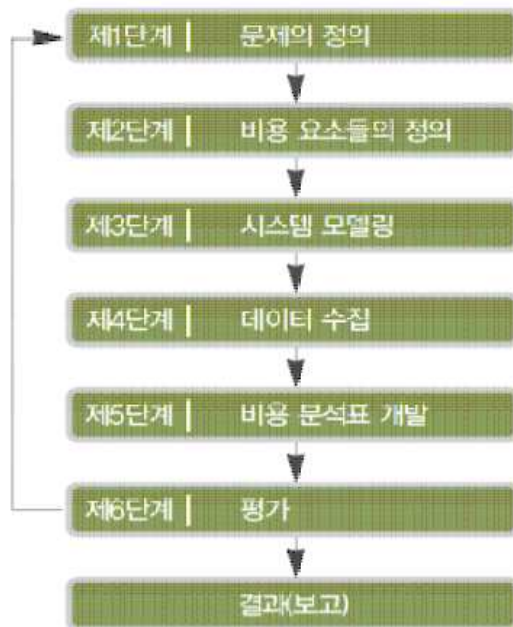 제1단계 문제의 정의
제2단계 비용 요소들의 정의
제3단계 시스템 모델링
제4단계 데이터 수집
제5단계 비용 분석표 개발
제6단계 평가
결과(보고)